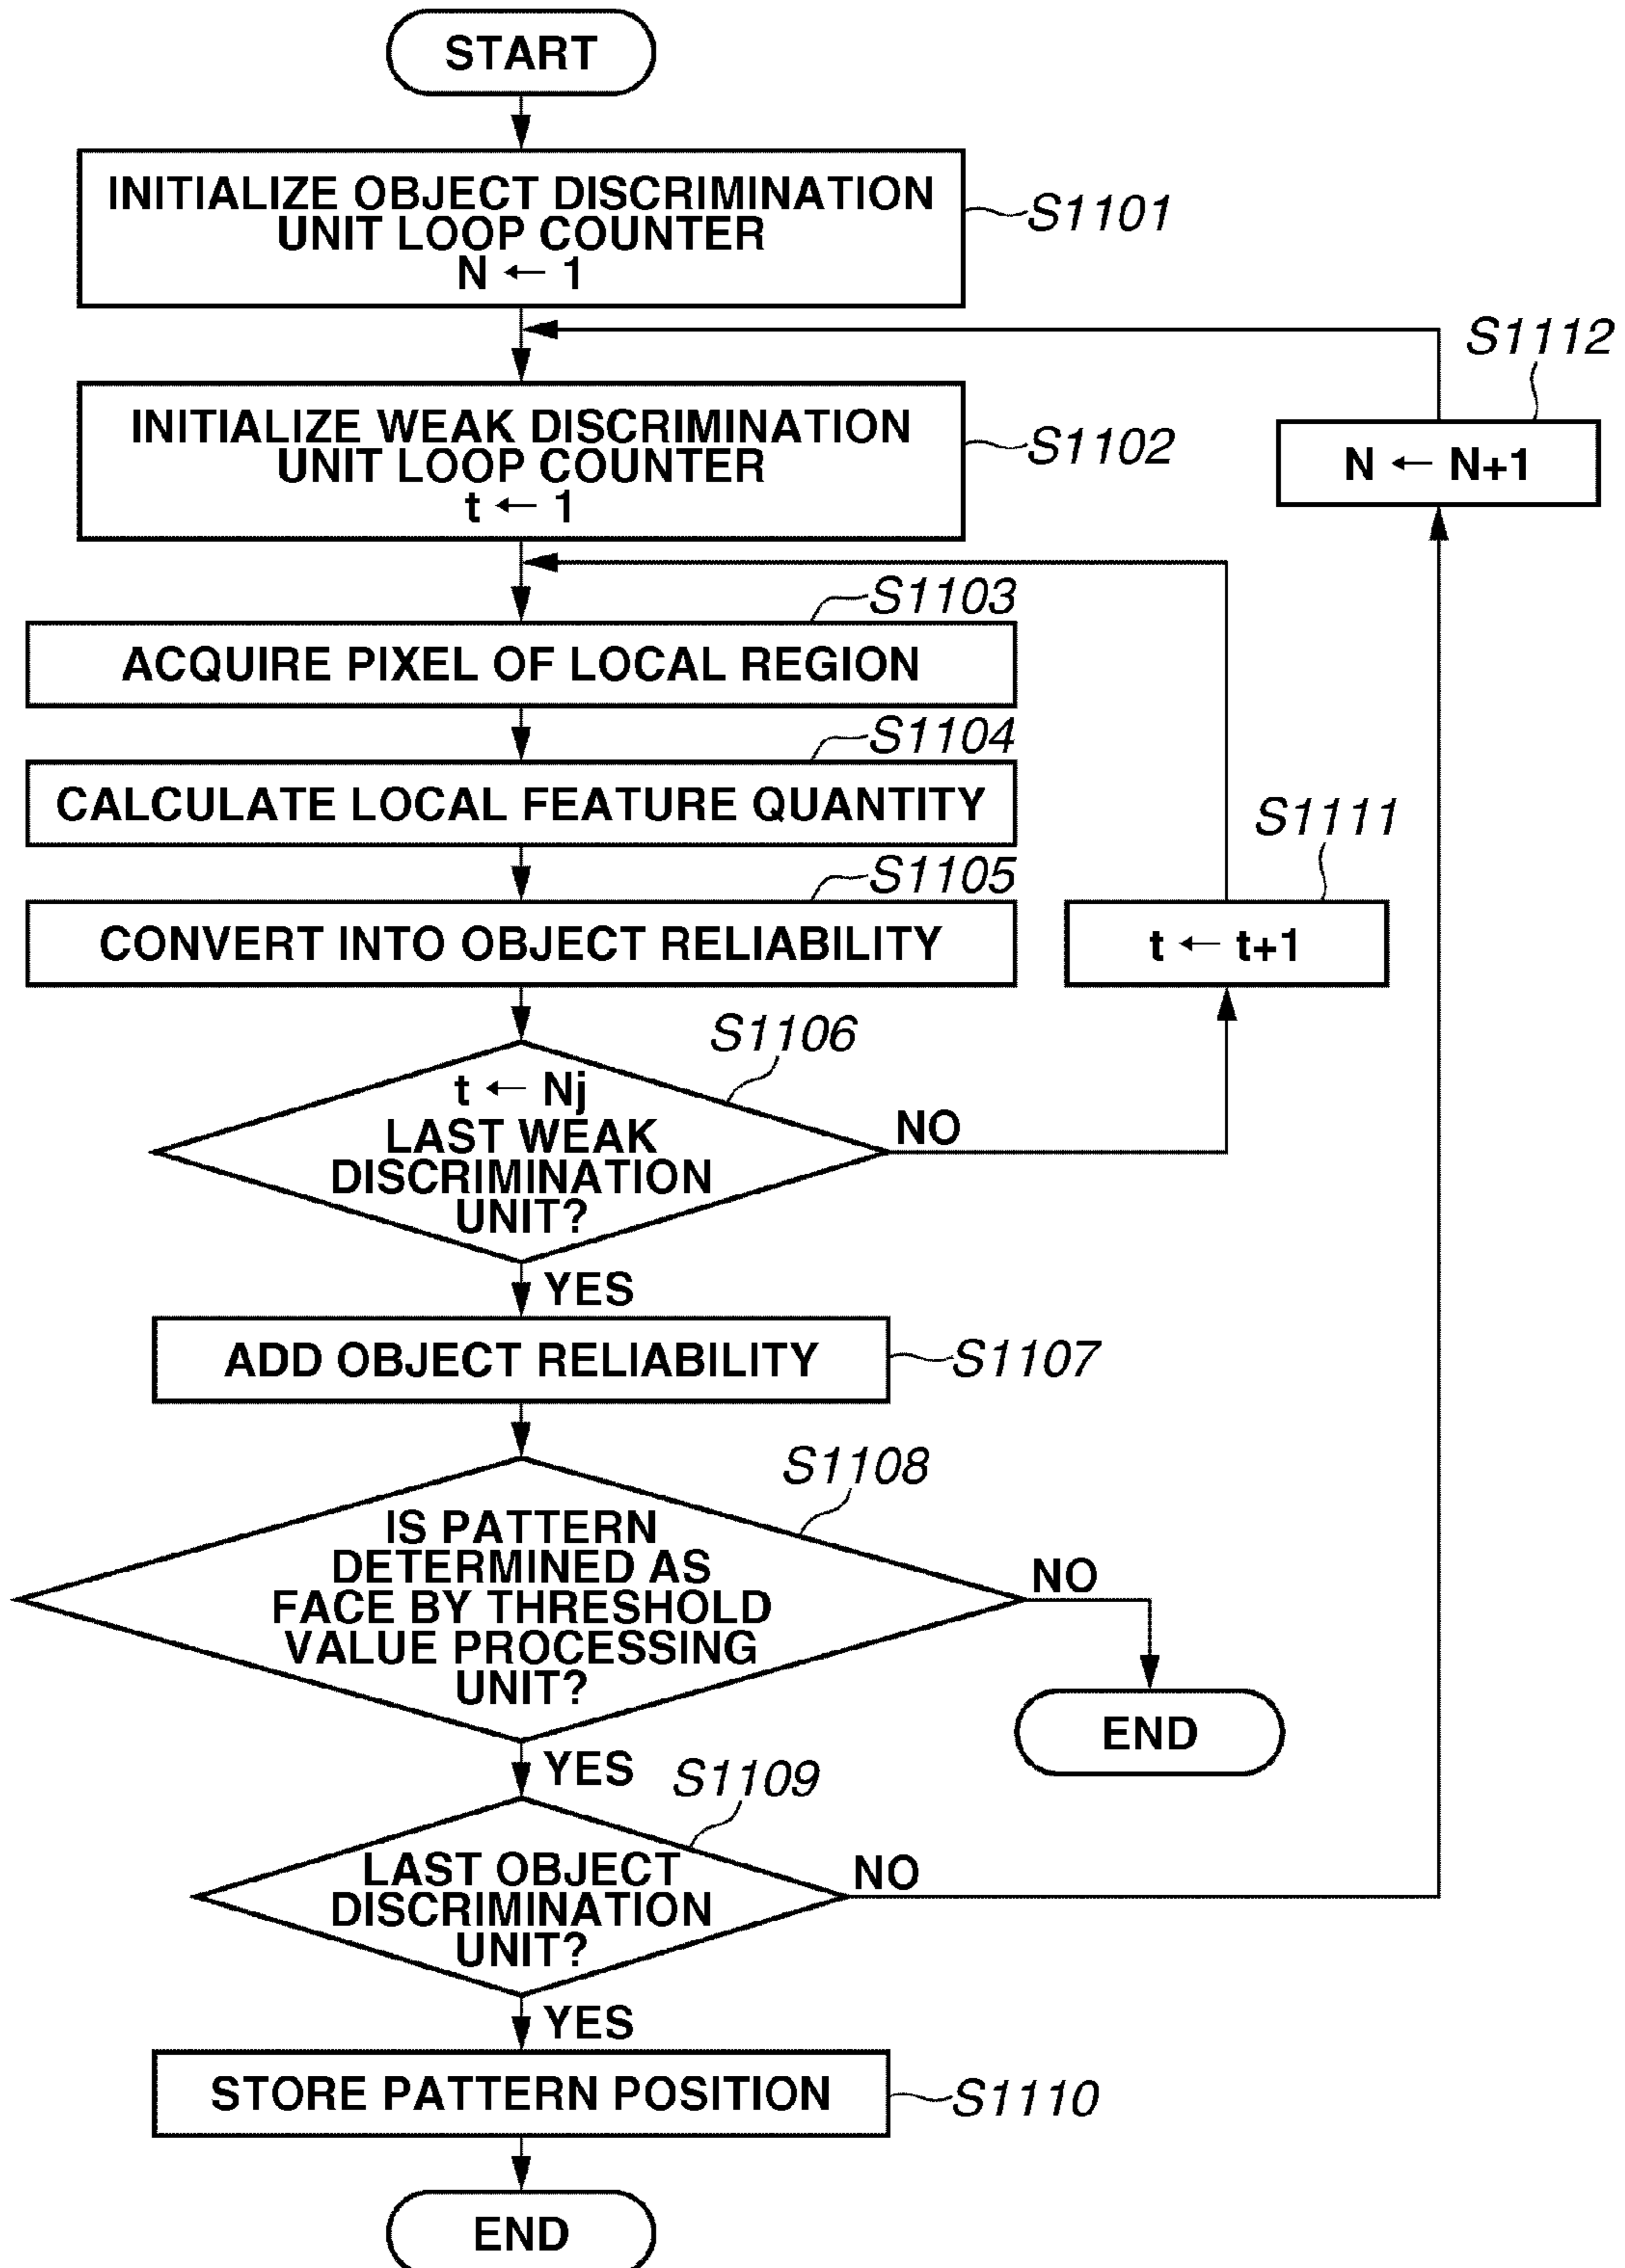 START
INITIALIZE OBJECT DISCRIMINATION
UNIT LOOP COUNTER
N ← 1
S1101
S1112
N ← N+1
INITIALIZE WEAK DISCRIMINATION
UNIT LOOP COUNTER
t ← 1
S1102
S1103
ACQUIRE PIXEL OF LOCAL REGION
S1104
CALCULATE LOCAL FEATURE QUANTITY
S1105
CONVERT INTO OBJECT RELIABILITY
S1111
t ← t+1
S1106
t ← Nj
LAST WEAK
DISCRIMINATION
UNIT?
NO
YES
ADD OBJECT RELIABILITY
S1107
S1108
IS PATTERN
DETERMINED AS
FACE BY THRESHOLD
VALUE PROCESSING
UNIT?
NO
END
YES
S1109
LAST OBJECT
DISCRIMINATION
UNIT?
NO
YES
STORE PATTERN POSITION
S1110
END